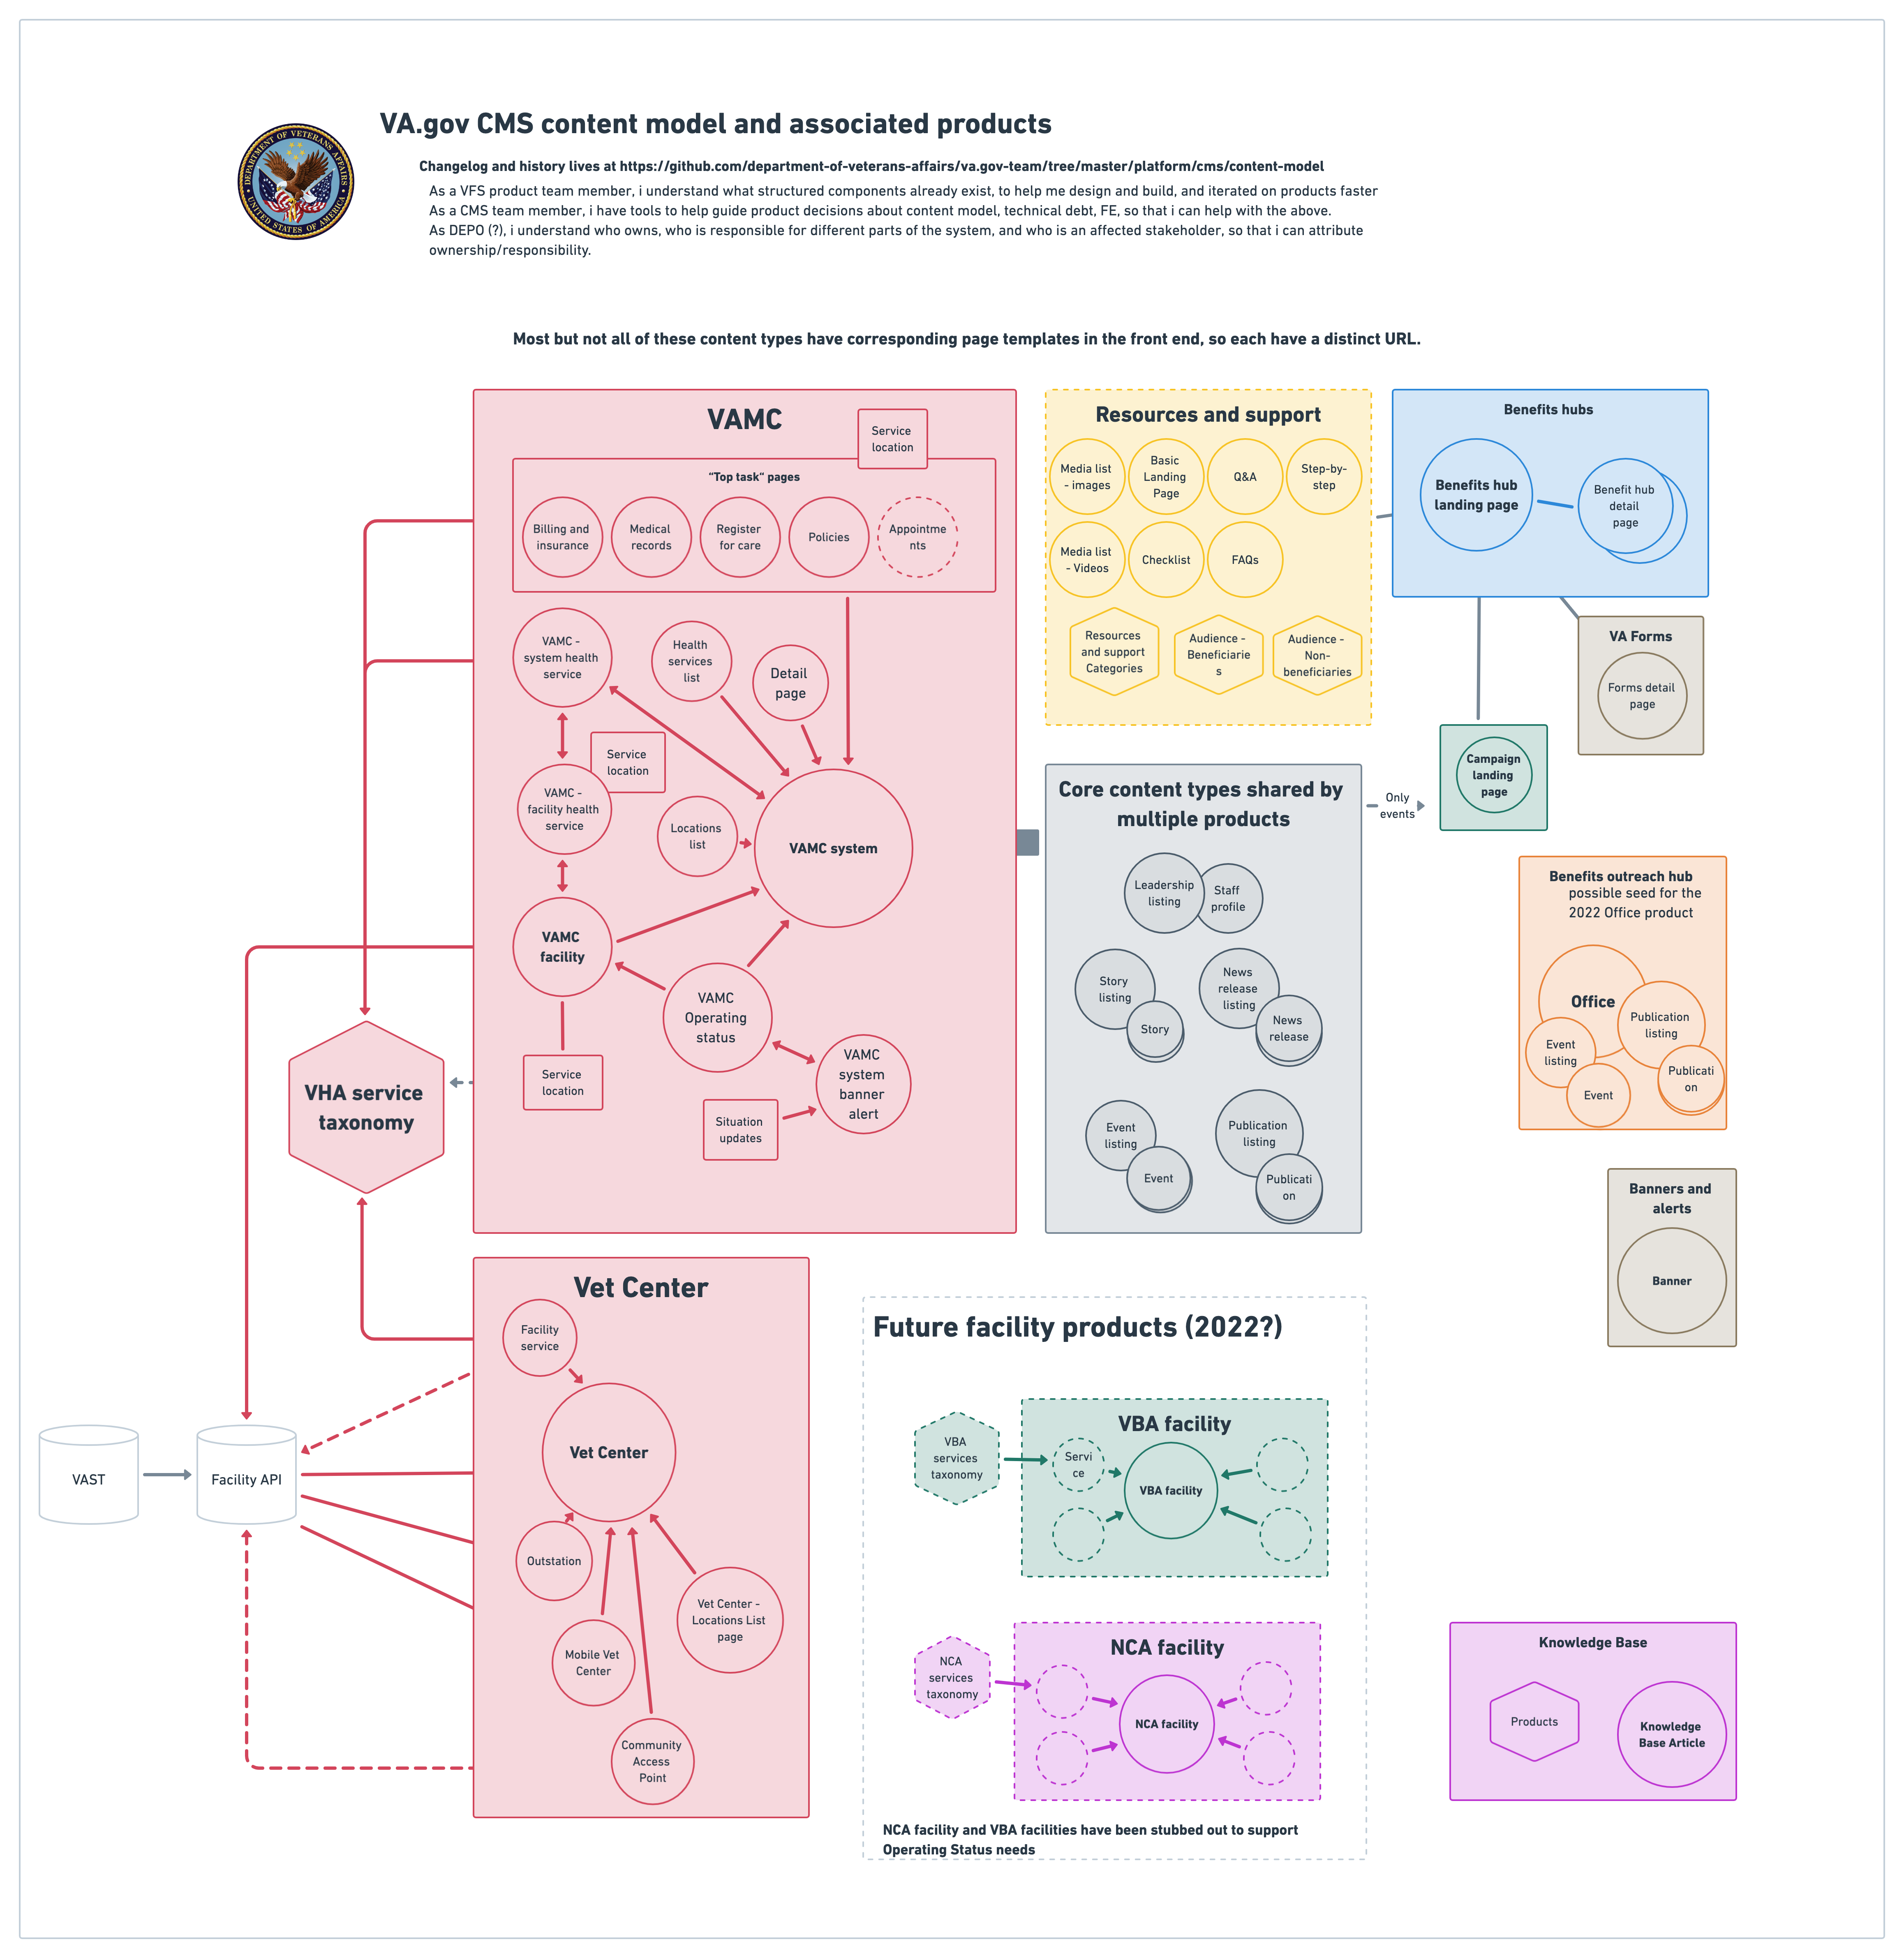 VA.gov CMS content model and associated products
Changelog and history lives at https://github.com/department-of-veterans-affairs/va.gov-team/tree/master/platform/cms/content-model
As a VFS product team member, i understand what structured components already exist, to help me design and build, and iterated on products faster
As a CMS team member, i have tools to help guide product decisions about content model, technical debt, FE, so that i can help with the above.
As DEPO (?), i understand who owns, who is responsible for different parts of the system, and who is an affected stakeholder, so that i can attribute
ownership/responsibility.
DEPARTMENT OF VETERANS AFFAIRS
UNITED STATES OF AMERICA
Most but not all of these content types have corresponding page templates in the front end, so each have a distinct URL.
VAMC
Service
location
"Top task" pages
Billing and
insurance
Medical
records
Register
for care
Policies
Appointme
nts
VAMC -
system health
service
Health
services
list
Detail
page
Service
location
VAMC -
facility health
service
Locations
list
VAMC system
VAMC
facility
VAMC
Operating
status
Service
location
VAMC
system
banner
alert
Situation
updates
VHA service
taxonomy
VAST
Facility API
Vet Center
Facility
service
Vet Center
Outstation
Mobile Vet
Center
Vet Center -
Locations List
page
Community
Access
Point
Resources and support
Media list
- images
Basic
Landing
Page
Q&A
Step-by-
step
Media list
- Videos
Checklist
FAQs
Resources
and support
Categories
Audience -
Beneficiarie
s
Audience -
Non-
beneficiaries
Benefits hubs
Benefits hub
landing page
Benefit hub
detail
page
VA Forms
Forms detail
page
Campaign
landing
page
Core content types shared by
multiple products
Only
events
Leadership
listing
Staff
profile
Story
listing
Story
News
release
listing
News
release
Event
listing
Event
Publication
listing
Publicati
on
Benefits outreach hub
possible seed for the
2022 Office product
Office
Publication
listing
Event
listing
Event
Publicati
on
Banners and
alerts
Banner
Future facility products (2022?)
VBA
services
taxonomy
VBA facility
Servi
ce
VBA facility
NCA
services
taxonomy
NCA facility
NCA facility
NCA facility and VBA facilities have been stubbed out to support
Operating Status needs
Knowledge Base
Products
Knowledge
Base Article